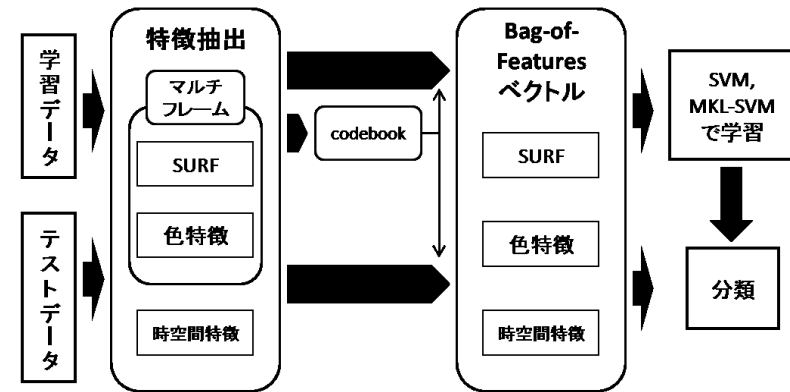 学習データ
テストデータ
特徴抽出
マルチ
フレーム
SURF
色特徴
時空間特徴
codebook
Bag-of-
Features
ベクトル
SURF
色特徴
時空間特徴
SVM,
MKL-SVM
で学習
分類